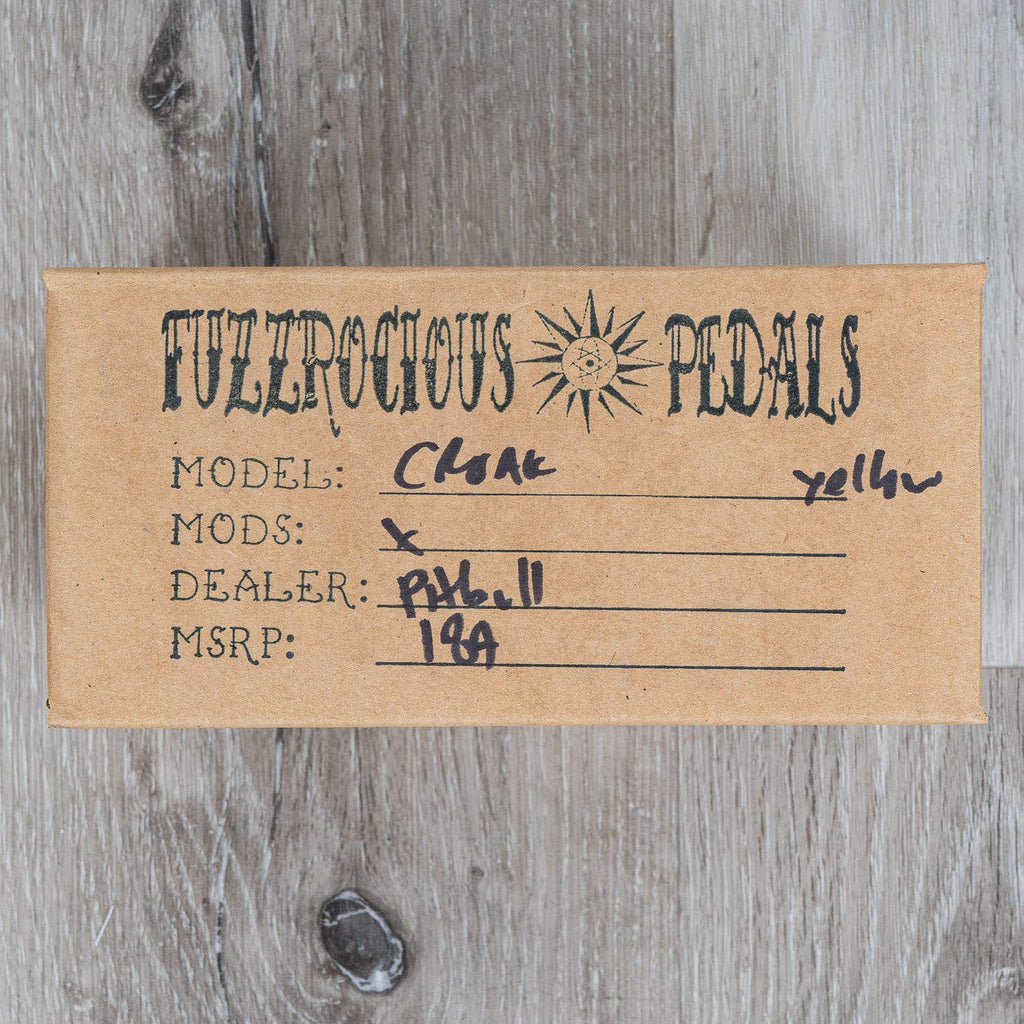 FUZZROCIOUS PEDALS
MODEL: Cloak yellow
MODS: x
DEALER: Pitbull
MSRP: 189